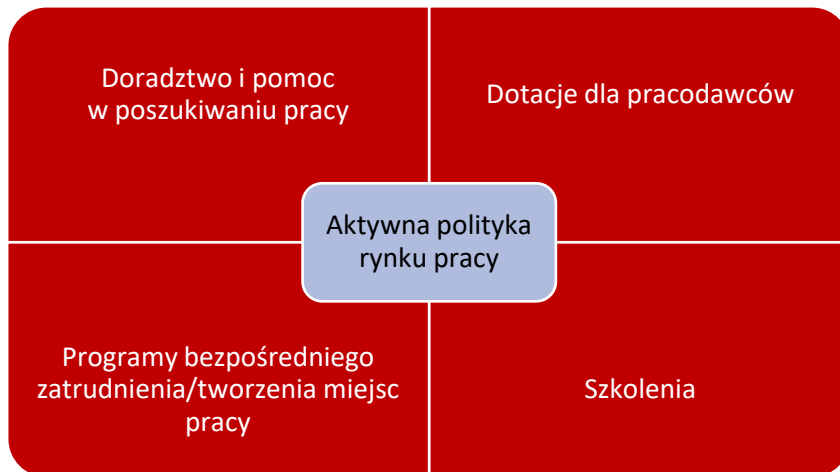 Doradztwo i pomoc
w poszukiwaniu pracy
Dotacje dla pracodawców
Aktywna polityka
rynku pracy
Programy bezpośredniego
zatrudnienia/tworzenia miejsc
pracy
Szkolenia